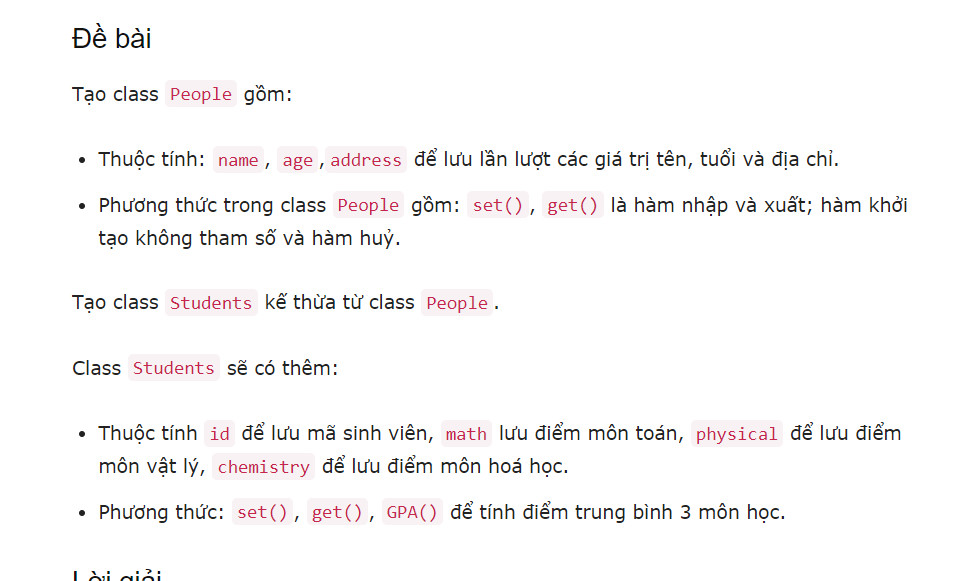 Đề bài
Tạo class People gồm:
• Thuộc tính: name, age,address để lưu lần lượt các giá trị tên, tuổi và địa chỉ.
• Phương thức trong class People gồm: set(), get() là hàm nhập và xuất; hàm khởi
tạo không tham số và hàm huỷ.
Tạo class Students kế thừa từ class People.
Class Students sẽ có thêm:
• Thuộc tính id để lưu mã sinh viên, math lưu điểm môn toán, physical để lưu điểm
môn vật lý, chemistry để lưu điểm môn hoá học.
• Phương thức: set(), get(), GPA() để tính điểm trung bình 3 môn học.
Lời giải